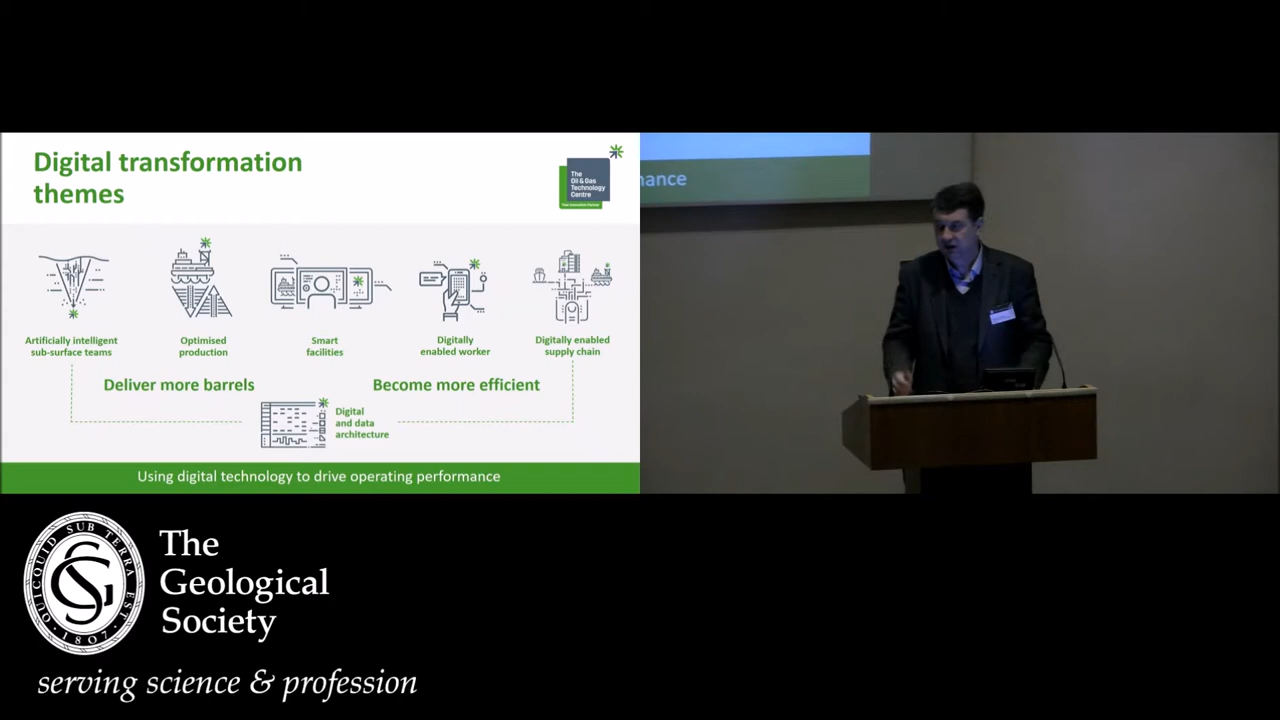 Digital transformation
themes
The
Oil & Gas
Technology
Centre
Artificially intelligent
sub-surface teams
Optimised
production
Smart
facilities
Digitally
enabled worker
Digitally enabled
supply chain
Deliver more barrels
Become more efficient
Digital
and data
architecture
Using digital technology to drive operating performance
nance
QUICQUID SUB TERRA EST
1807
The
Geological
Society
serving science & profession